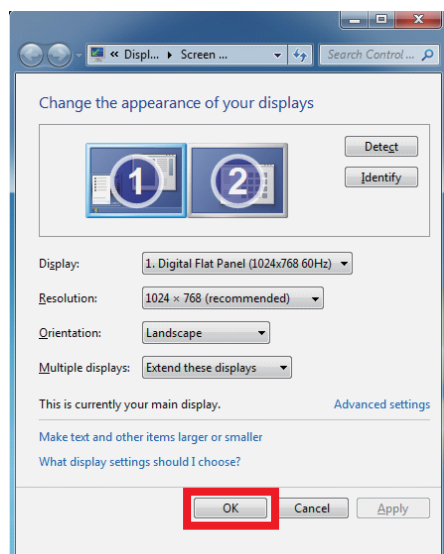 « Displ... ▸ Screen ...
Search Control ...
Change the appearance of your displays
1
2
Detect
Identify
Display:
1. Digital Flat Panel (1024x768 60Hz)
Resolution:
1024 × 768 (recommended)
Orientation:
Landscape
Multiple displays:
Extend these displays
This is currently your main display.
Advanced settings
Make text and other items larger or smaller
What display settings should I choose?
OK
Cancel
Apply